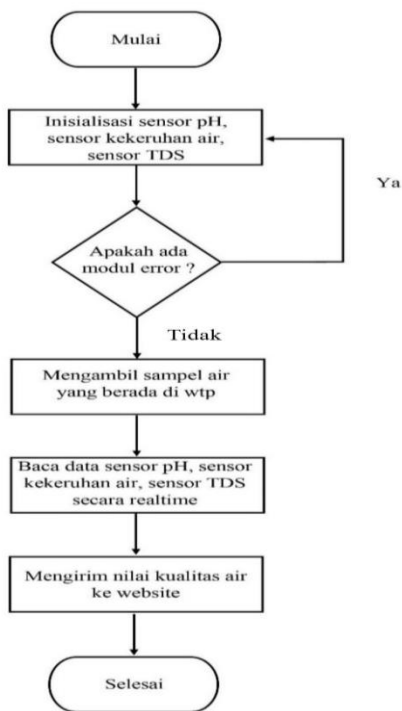 Mulai
Inisialisasi sensor pH,
sensor kekeruhan air,
sensor TDS
Ya
Apakah ada
modul error ?
Tidak
Mengambil sampel air
yang berada di wtp
Baca data sensor pH, sensor
kekeruhan air, sensor TDS
secara realtime
Mengirim nilai kualitas air
ke website
Selesai